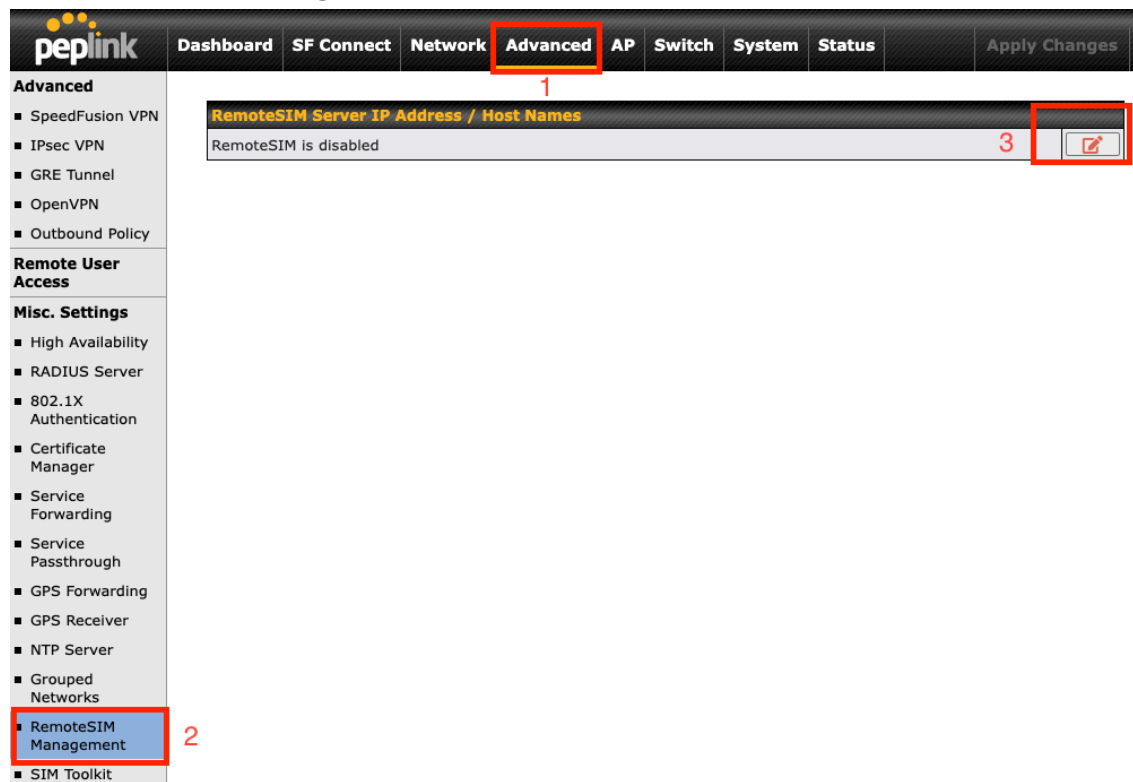 peplink
Dashboard SF Connect Network Advanced AP Switch System Status Apply Changes
1
Advanced
SpeedFusion VPN
IPsec VPN
GRE Tunnel
OpenVPN
Outbound Policy
Remote User
Access
Misc. Settings
High Availability
RADIUS Server
802.1X
Authentication
Certificate
Manager
Service
Forwarding
Service
Passthrough
GPS Forwarding
GPS Receiver
NTP Server
Grouped
Networks
RemoteSIM
Management
2
SIM Toolkit
RemoteSIM Server IP Address / Host Names
RemoteSIM is disabled
3